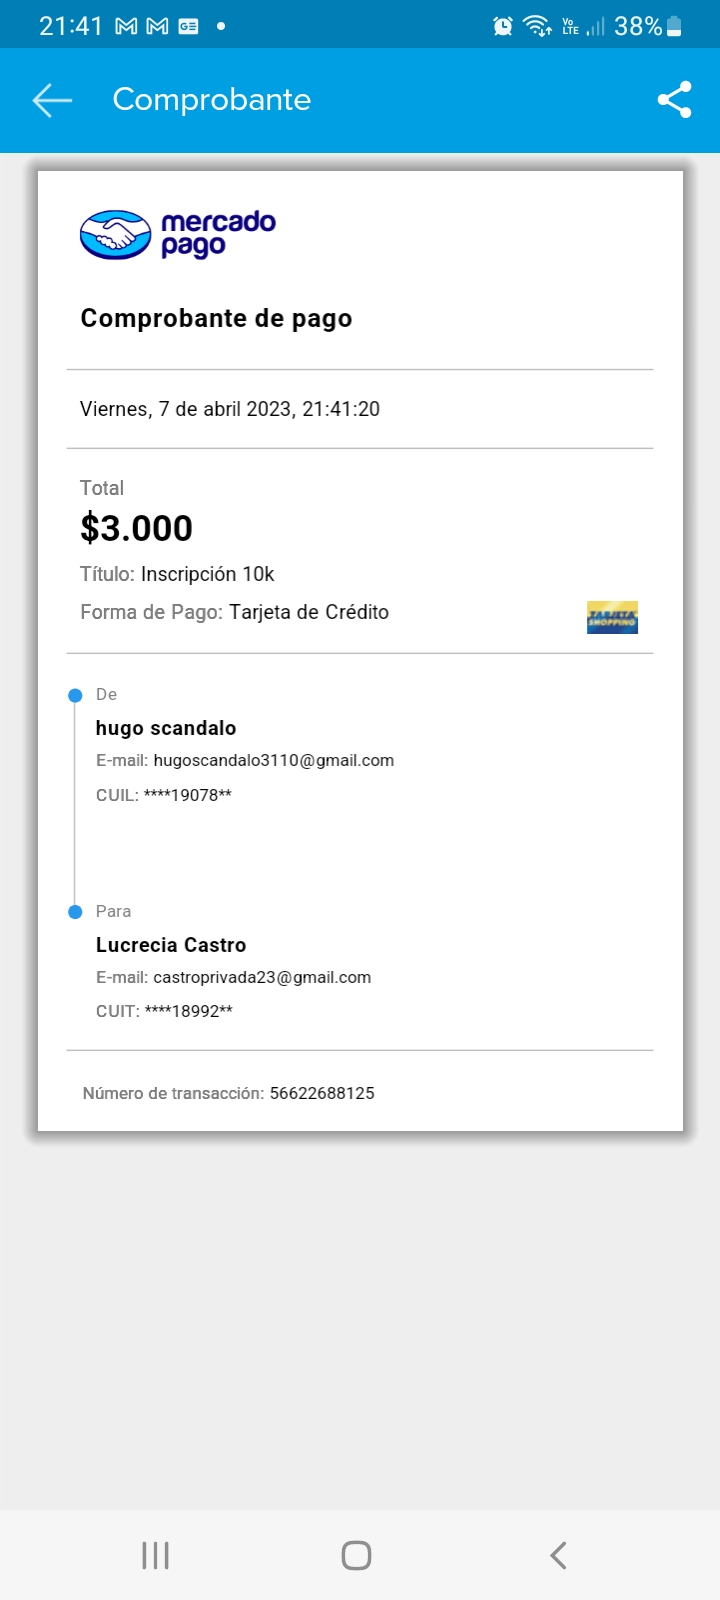 21:41
Vo LTE 38%
Comprobante
mercado
pago
Comprobante de pago
Viernes, 7 de abril 2023, 21:41:20
Total
$3.000
Título: Inscripción 10k
Forma de Pago: Tarjeta de Crédito
TARJETA
SHOPPING
De
hugo scandalo
E-mail: hugoscandalo3110@gmail.com
CUIL: ****19078**
Para
Lucrecia Castro
E-mail: castroprivada23@gmail.com
CUIT: ****18992**
Número de transacción: 56622688125